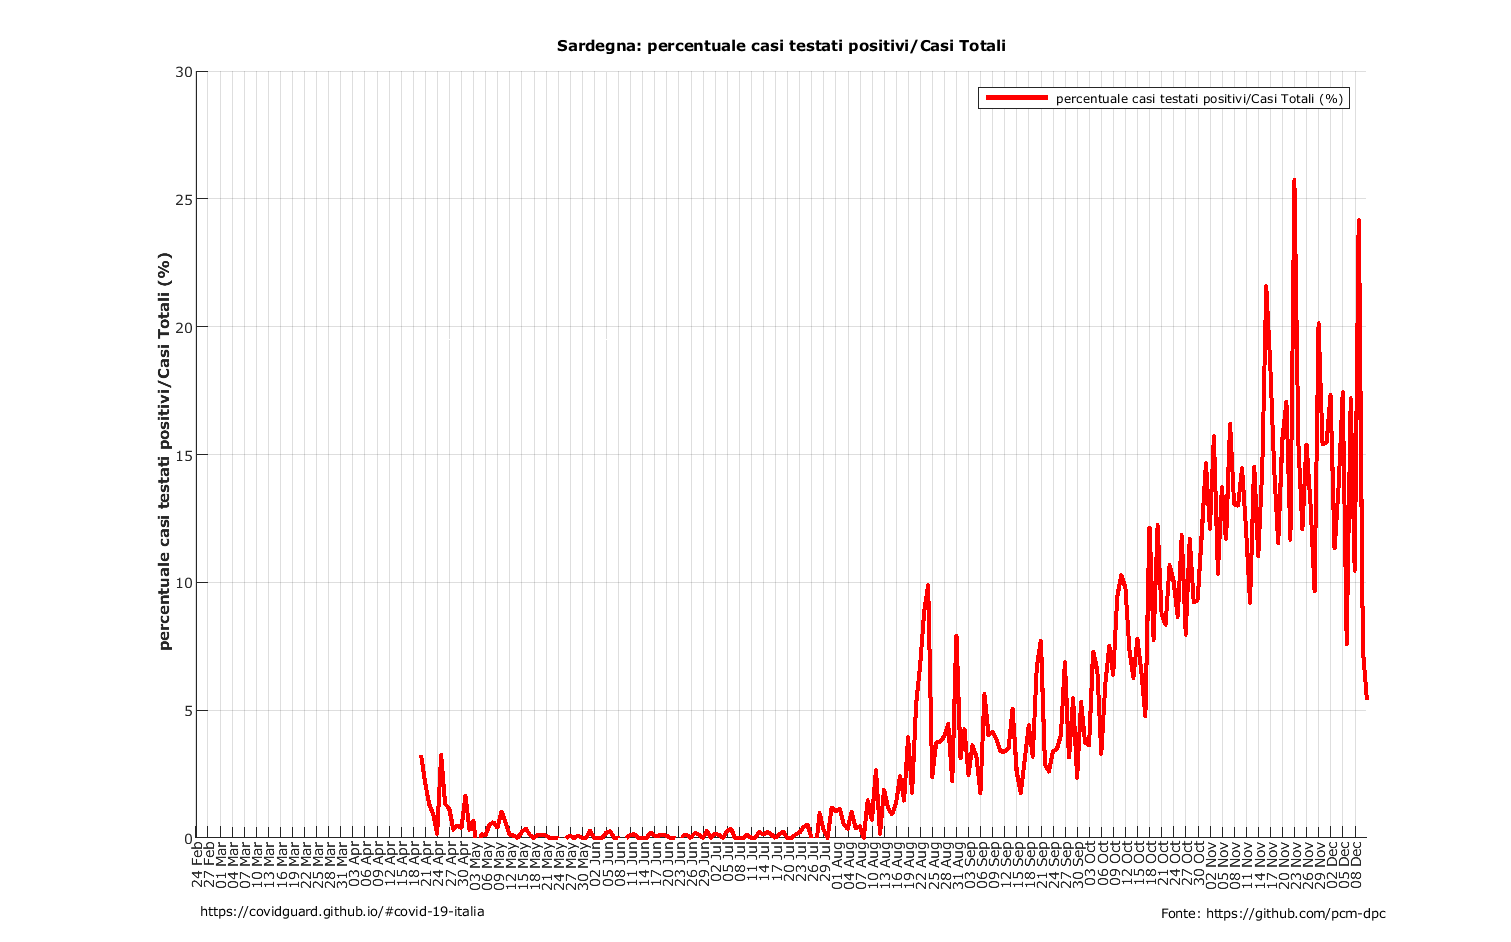 Sardegna: percentuale casi testati positivi/Casi Totali
percentuale casi testati positivi/Casi Totali (%)
percentuale casi testati positivi/Casi Totali (%)
30
25
20
15
10
5
0
24 Feb
27 Feb
01 Mar
04 Mar
07 Mar
10 Mar
13 Mar
16 Mar
19 Mar
22 Mar
25 Mar
28 Mar
31 Mar
03 Apr
06 Apr
09 Apr
12 Apr
15 Apr
18 Apr
21 Apr
24 Apr
27 Apr
30 Apr
03 May
06 May
09 May
12 May
15 May
18 May
21 May
24 May
27 May
30 May
02 Jun
05 Jun
08 Jun
11 Jun
14 Jun
17 Jun
20 Jun
23 Jun
26 Jun
29 Jun
02 Jul
05 Jul
08 Jul
11 Jul
14 Jul
17 Jul
20 Jul
23 Jul
26 Jul
29 Jul
01 Aug
04 Aug
07 Aug
10 Aug
13 Aug
16 Aug
19 Aug
22 Aug
25 Aug
28 Aug
31 Aug
03 Sep
06 Sep
09 Sep
12 Sep
15 Sep
18 Sep
21 Sep
24 Sep
27 Sep
30 Sep
03 Oct
06 Oct
09 Oct
12 Oct
15 Oct
18 Oct
21 Oct
24 Oct
27 Oct
30 Oct
02 Nov
05 Nov
08 Nov
11 Nov
14 Nov
17 Nov
20 Nov
23 Nov
26 Nov
29 Nov
02 Dec
05 Dec
08 Dec
https://covidguard.github.io/#covid-19-italia
Fonte: https://github.com/pcm-dpc